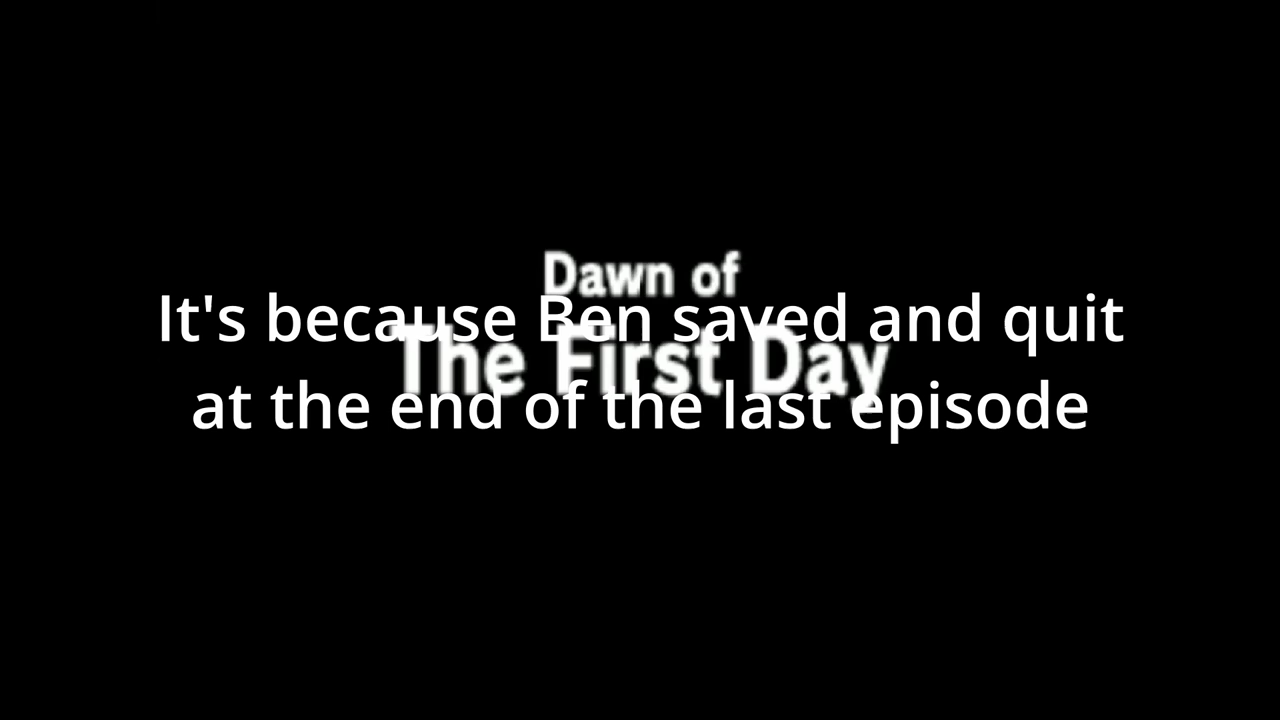 Dawn of
It's because Ben saved and quit
The First Day
at the end of the last episode